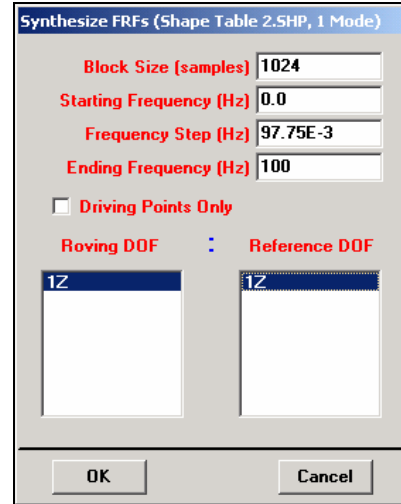 Synthesize FRFs (Shape Table 2.SHP, 1 Mode)
Block Size (samples) 1024
Starting Frequency (Hz) 0.0
Frequency Step (Hz) 97.75E-3
Ending Frequency (Hz) 100
Driving Points Only
Roving DOF : Reference DOF
1Z 1Z
OK Cancel